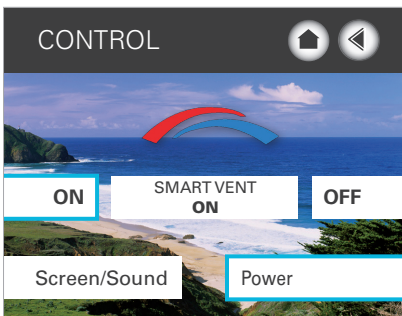 CONTROL
ON
SMART VENT
ON
OFF
Screen/Sound
Power